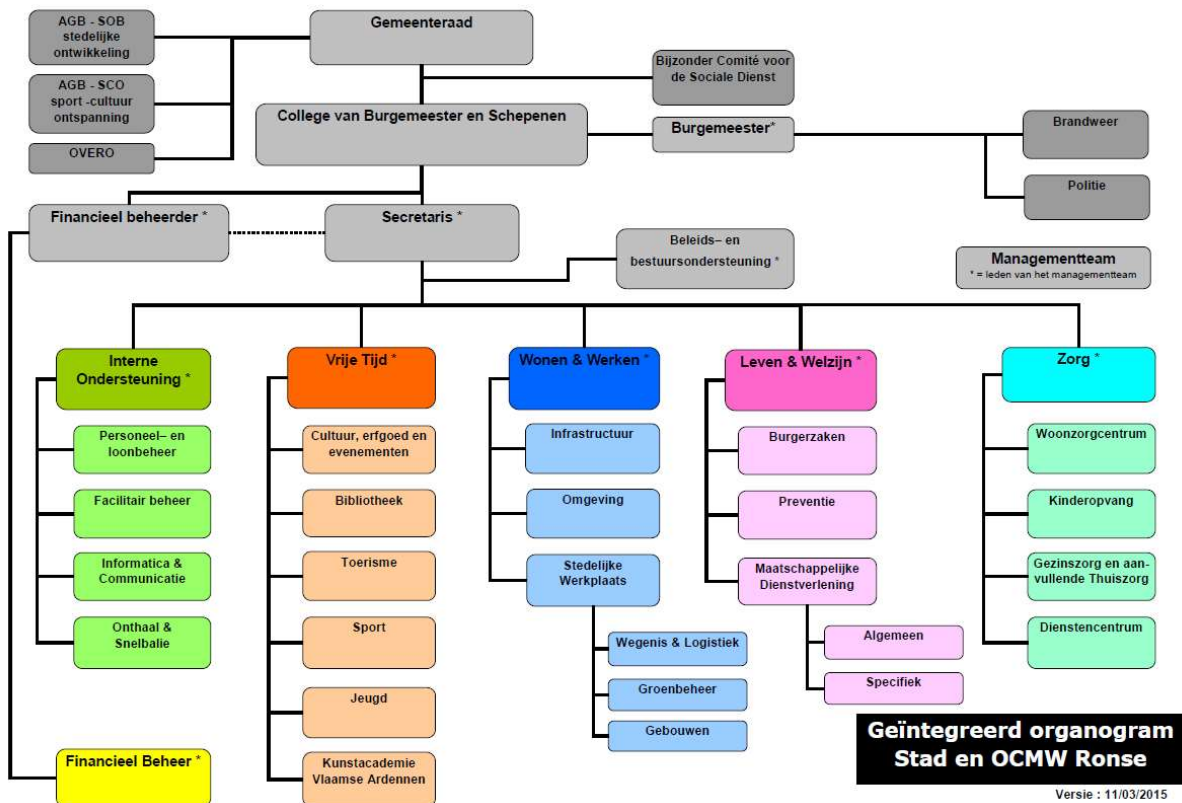 AGB - SOB
stedelijke
ontwikkeling
Gemeenteraad
Bijzonder Comité voor
de Sociale Dienst
AGB - SCO
sport -cultuur
ontspanning
College van Burgemeester en Schepenen
Burgemeester*
Brandweer
OVERO
Politie
Financieel beheerder *
Secretaris *
Beleids– en
bestuursondersteuning *
Managementteam
* = leden van het managementteam
Interne
Ondersteuning *
Personeel– en
loonbeheer
Facilitair beheer
Informatica &
Communicatie
Onthaal &
Snelbalie
Financieel Beheer *
Vrije Tijd *
Cultuur, erfgoed en
evenementen
Bibliotheek
Toerisme
Sport
Jeugd
Kunstacademie
Vlaamse Ardennen
Wonen & Werken *
Infrastructuur
Omgeving
Stedelijke
Werkplaats
Wegenis & Logistiek
Groenbeheer
Gebouwen
Leven & Welzijn *
Burgerzaken
Preventie
Maatschappelijke
Dienstverlening
Algemeen
Specifiek
Zorg *
Woonzorgcentrum
Kinderopvang
Gezinszorg en aan-
vullende Thuiszorg
Dienstencentrum
Geïntegreerd organogram
Stad en OCMW Ronse
Versie : 11/03/2015